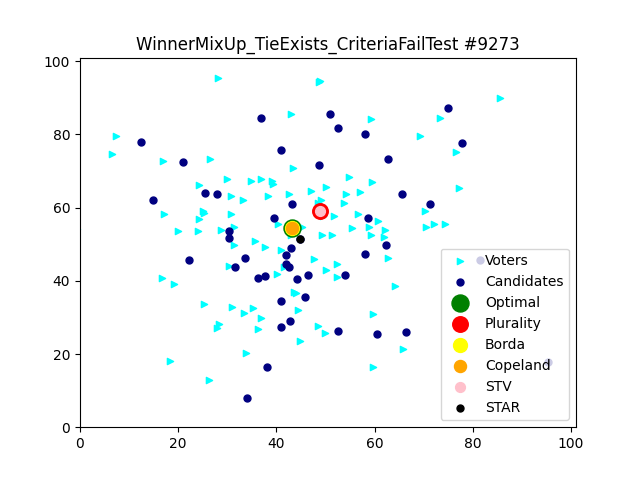 WinnerMixUp_TieExists_CriteriaFailTest #9273
100
80
60
40
20
0
0 20 40 60 80 100
Voters
Candidates
Optimal
Plurality
Borda
Copeland
STV
STAR